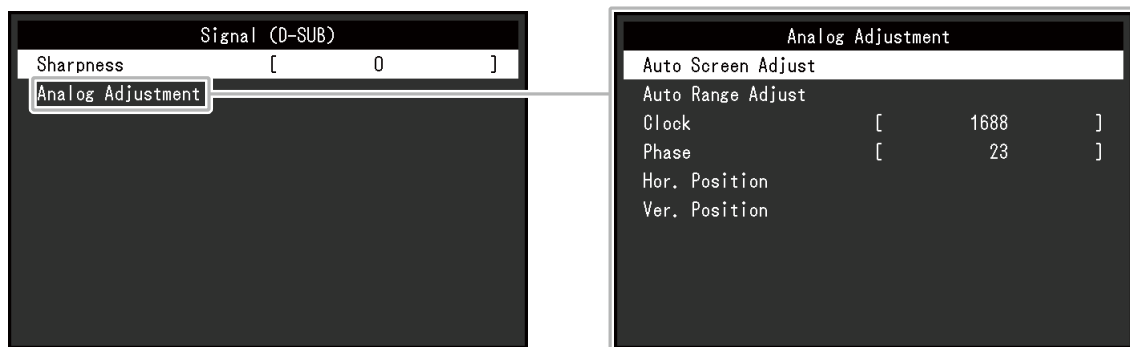 Signal (D-SUB)
Sharpness [ 0 ]
Analog Adjustment
Analog Adjustment
Auto Screen Adjust
Auto Range Adjust
Clock [ 1688 ]
Phase [ 23 ]
Hor. Position
Ver. Position